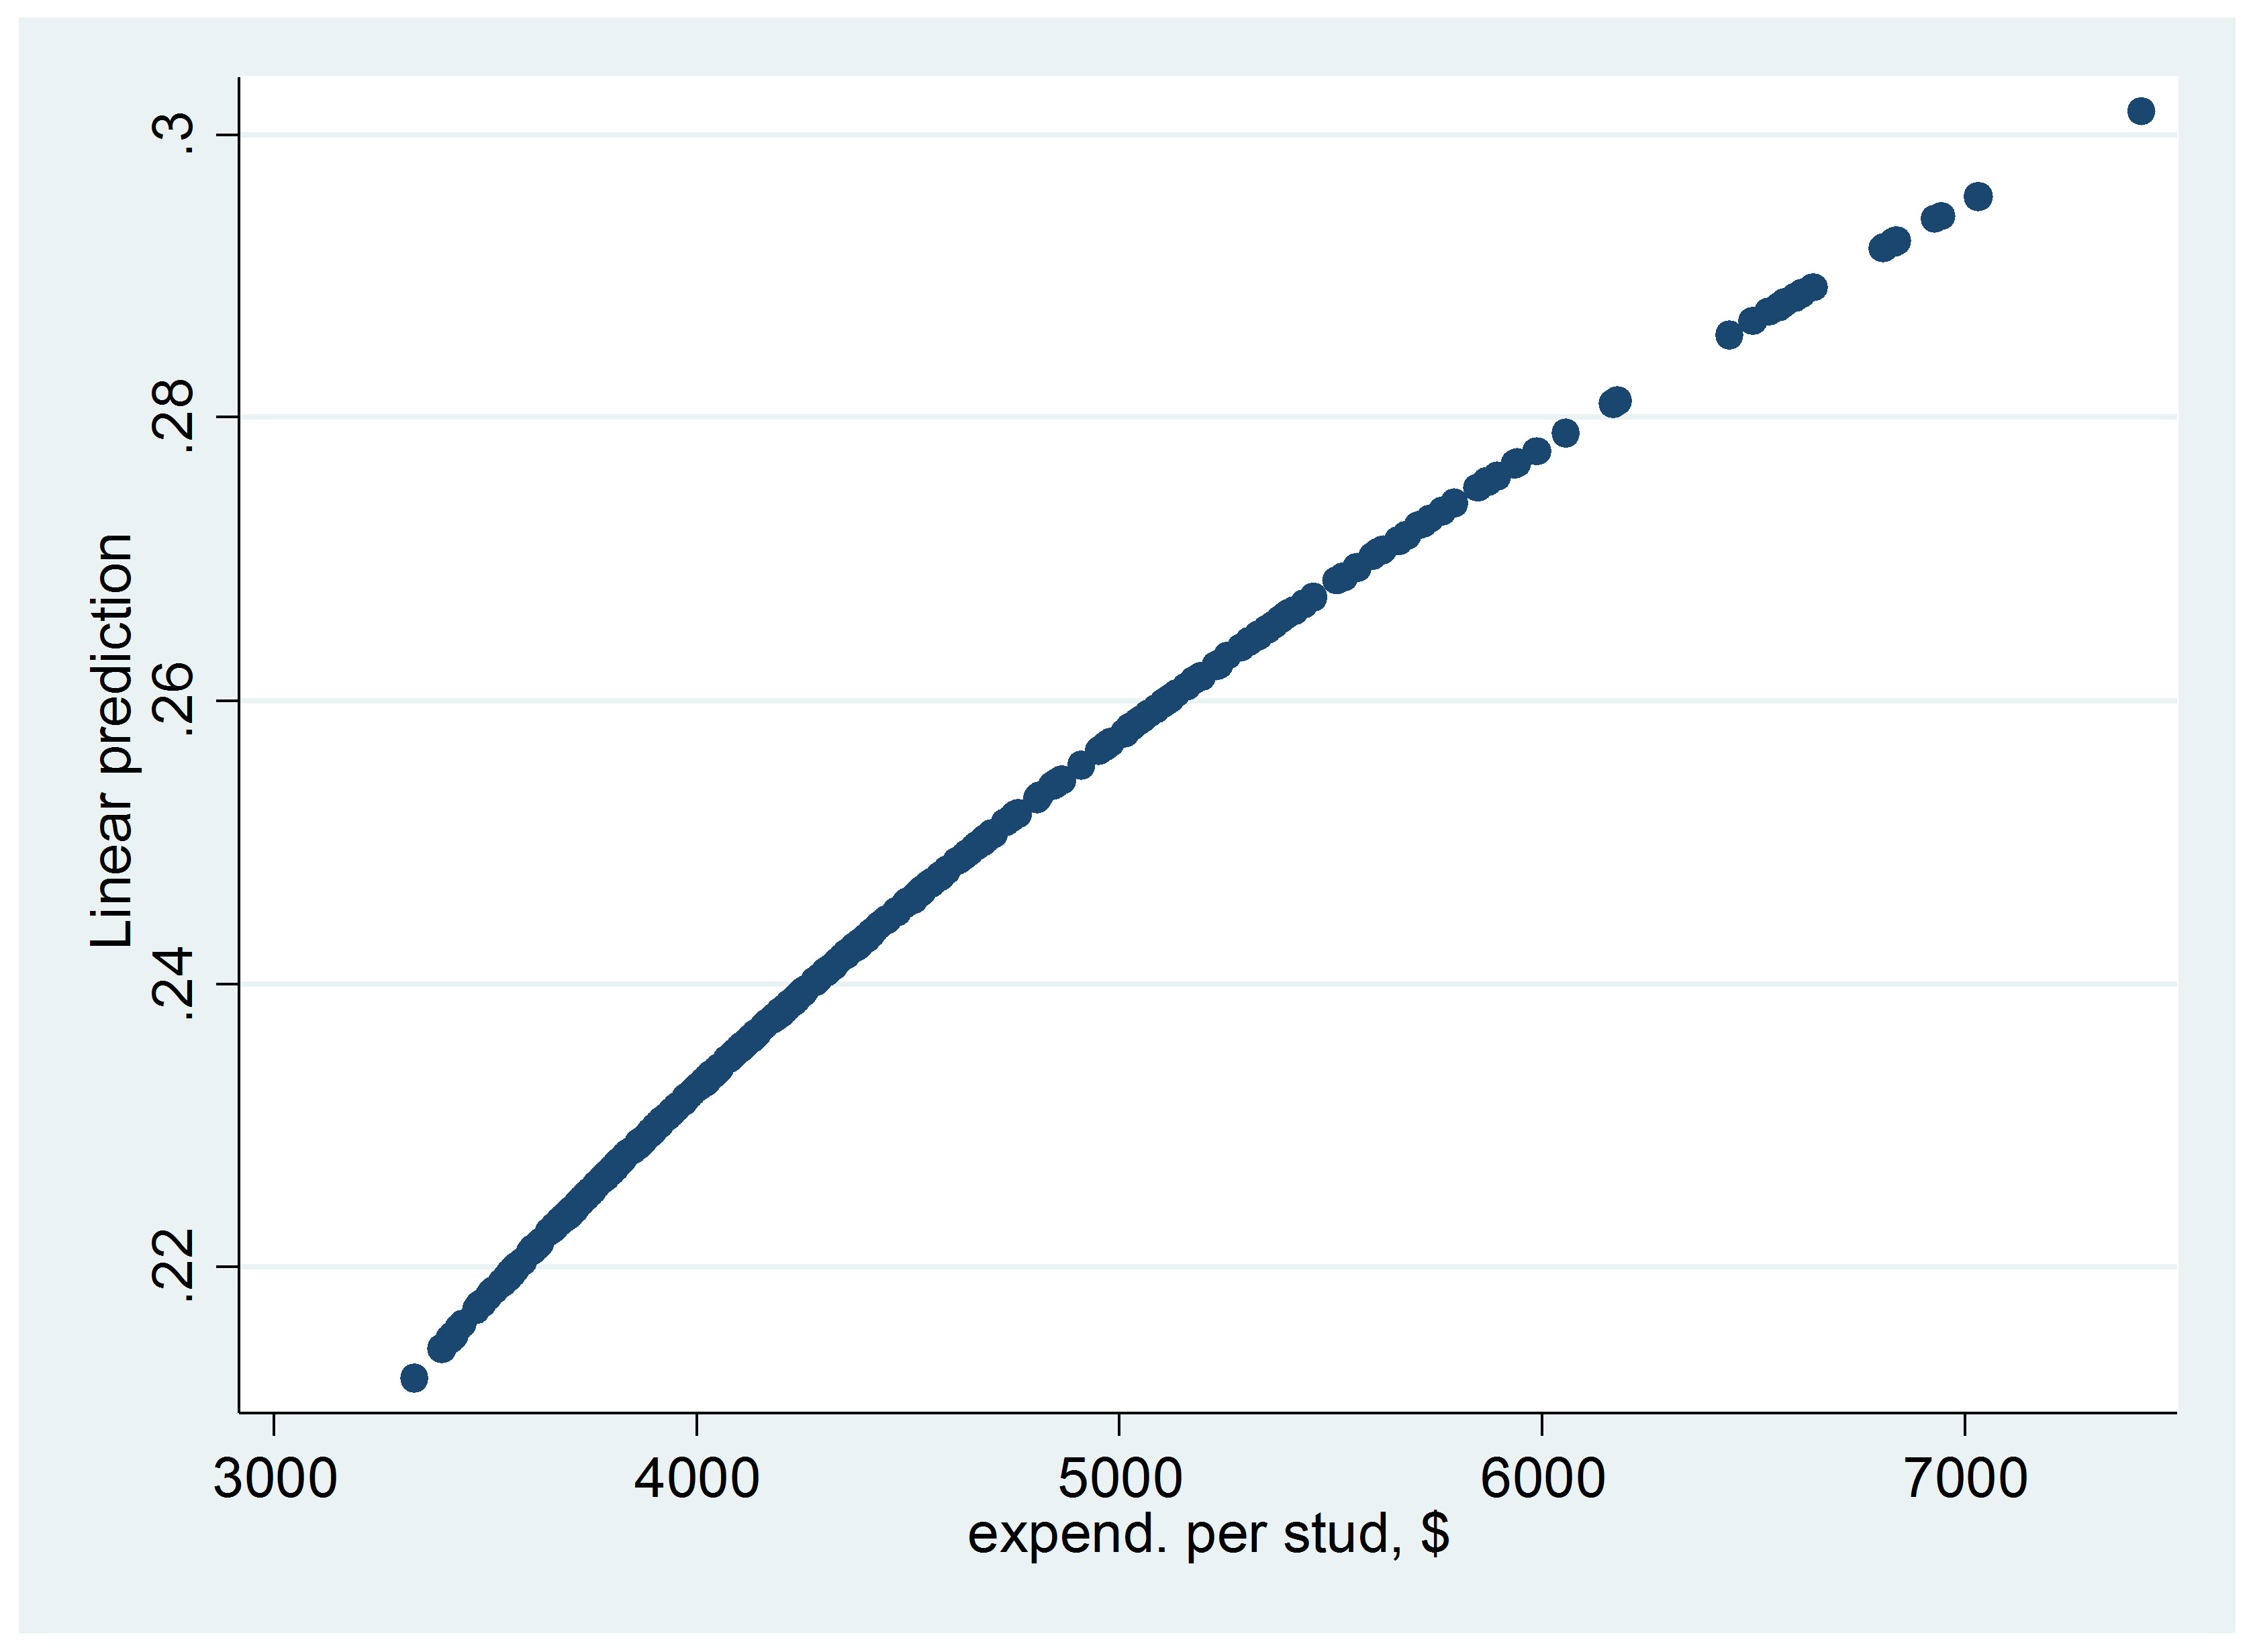 Linear prediction
.3
.28
.26
.24
.22
3000 4000 5000 6000 7000
expend. per stud, $